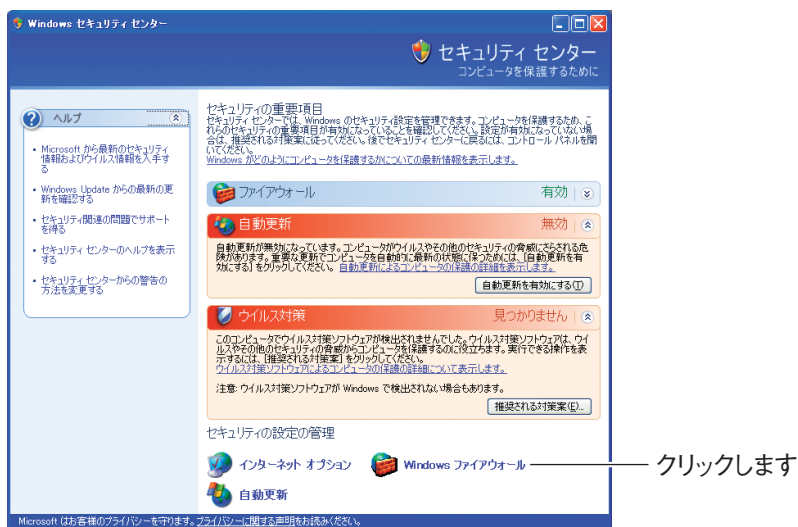 Windows セキュリティ センター
セキュリティ センター
コンピュータを保護するために
ヘルプ
• Microsoft から最新のセキュリティ
情報およびウイルス情報を入手す
る
• Windows Update からの最新の更
新を確認する
• セキュリティ関連の問題でサポート
を得る
• セキュリティ センターのヘルプを表示
する
• セキュリティ センターからの警告の
方法を変更する
セキュリティの重要項目
セキュリティ センターでは、Windows のセキュリティ設定を管理できます。コンピュータを保護するため、こ
れらのセキュリティの重要項目が有効になっていることを確認してください。設定が有効になっていない場
合は、推奨される対策案に従ってください。後でセキュリティ センターに戻るには、コントロール パネルを開
いてください。
Windows がどのようにコンピュータを保護するかについての最新情報を表示します。
ファイアウォール 有効
自動更新 無効
自動更新が無効になっています。コンピュータがウイルスやその他のセキュリティの脅威にさらされる危
険があります。重要な更新でコンピュータを自動的に最新の状態に保つためには、[自動更新を有
効にする] をクリックしてください。 自動更新によるコンピュータの保護の詳細を表示します。
自動更新を有効にする(T)
ウイルス対策 見つかりません
このコンピュータでウイルス対策ソフトウェアが検出されませんでした。ウイルス対策ソフトウェアは、ウイ
ルスやその他のセキュリティの脅威からコンピュータを保護するのに役立ちます。実行できる操作を表
示するには、[推奨される対策案] をクリックしてください。
ウイルス対策ソフトウェアによるコンピュータの保護の詳細について表示します。
注意: ウイルス対策ソフトウェアが Windows で検出されない場合もあります。
推奨される対策案(E)...
セキュリティの設定の管理
インターネット オプション Windows ファイアウォール クリックします
自動更新
Microsoft はお客様のプライバシーを守ります。プライバシーに関する声明をお読みください。